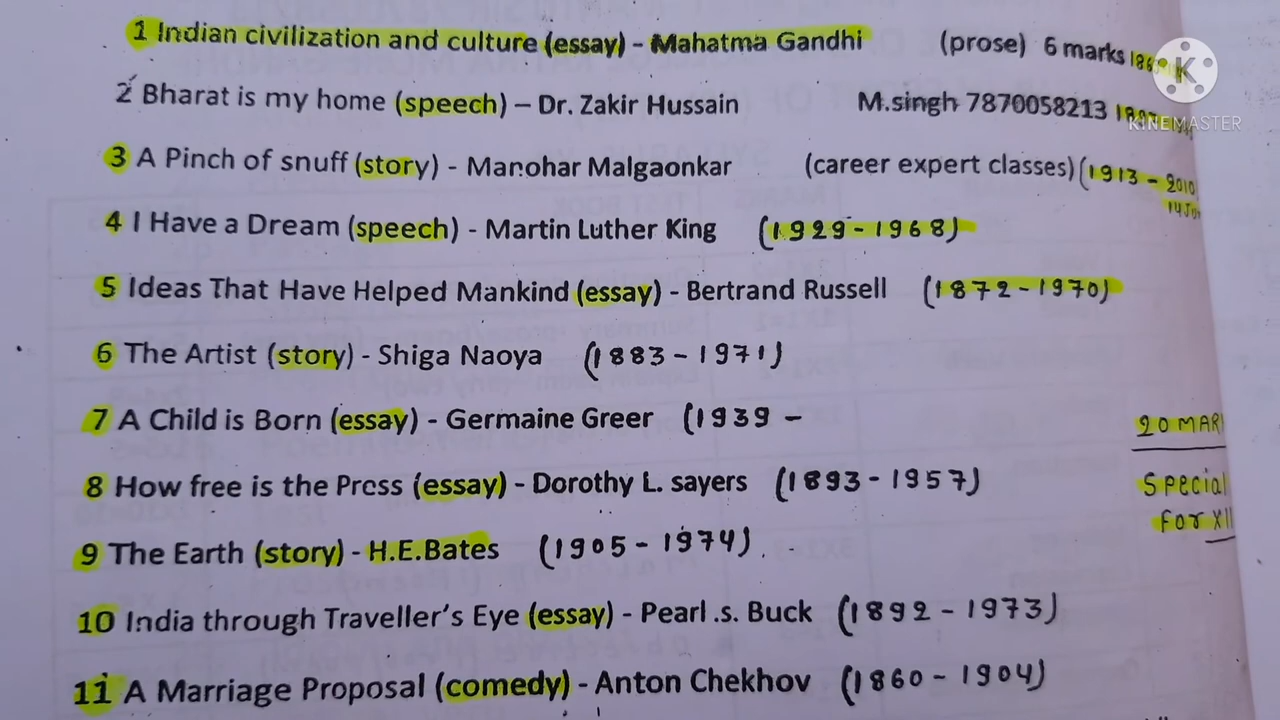 1 Indian civilization and culture (essay) - Mahatma Gandhi (prose) 6 marks
2 Bharat is my home (speech) – Dr. Zakir Hussain M.singh 7870058213
KINEMASTER
3 A Pinch of snuff (story) - Manohar Malgaonkar (career expert classes) (1913 - 2010
4 I Have a Dream (speech) - Martin Luther King (1929-1968)
5 Ideas That Have Helped Mankind (essay) - Bertrand Russell (1872-1970)
6 The Artist (story) - Shiga Naoya (1883-1971)
7 A Child is Born (essay) - Germaine Greer (1939 -
20 MAR
8 How free is the Press (essay) - Dorothy L. sayers (1893-1957)
Special
For XII
9 The Earth (story) - H.E.Bates (1905-1974)
10 India through Traveller's Eye (essay) - Pearl .s. Buck (1892-1973)
11 A Marriage Proposal (comedy) - Anton Chekhov (1860-1904)